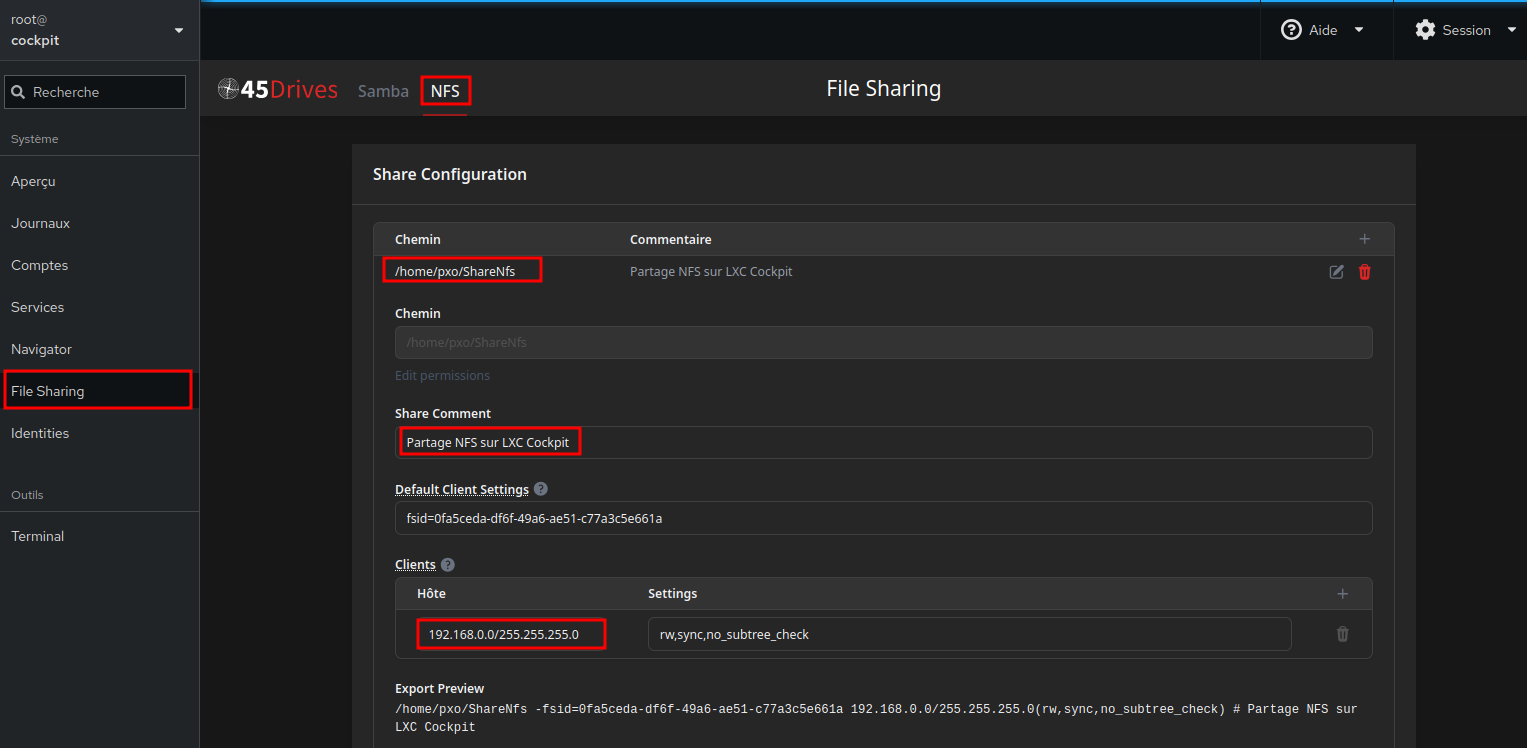 root@
cockpit
Aide
Session
Recherche
45Drives
Samba
NFS
File Sharing
Système
Aperçu
Journaux
Comptes
Services
Navigator
File Sharing
Identities
Outils
Terminal
Share Configuration
Chemin
Commentaire
/home/pxo/ShareNfs
Partage NFS sur LXC Cockpit
Chemin
/home/pxo/ShareNfs
Edit permissions
Share Comment
Partage NFS sur LXC Cockpit
Default Client Settings
fsid=0fa5ceda-df6f-49a6-ae51-c77a3c5e661a
Clients
Hôte
Settings
192.168.0.0/255.255.255.0
rw,sync,no_subtree_check
Export Preview
/home/pxo/ShareNfs -fsid=0fa5ceda-df6f-49a6-ae51-c77a3c5e661a 192.168.0.0/255.255.255.0(rw,sync,no_subtree_check) # Partage NFS sur
LXC Cockpit